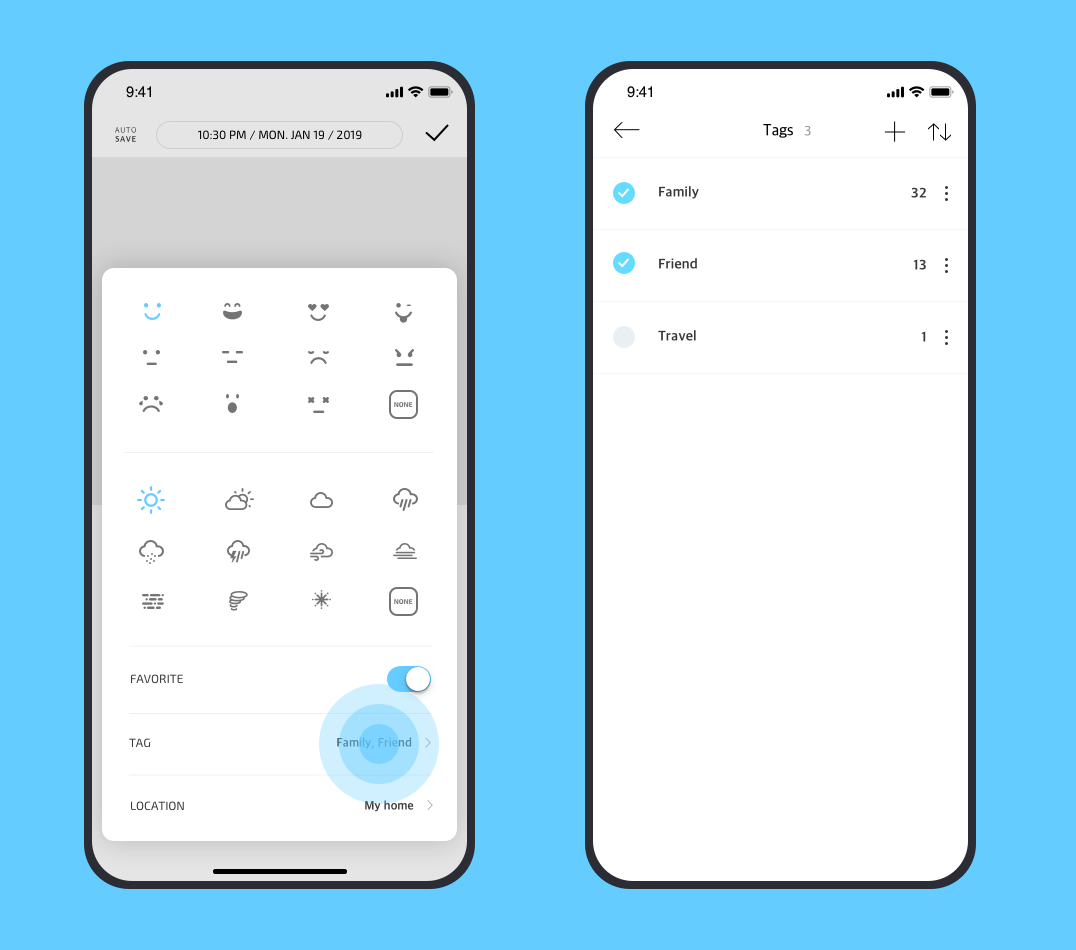 9:41
AUTO
SAVE
10:30 PM / MON. JAN 19 / 2019
NONE
NONE
FAVORITE
TAG
Family, Friend
LOCATION
My home
9:41
Tags 3
Family 32
Friend 13
Travel 1